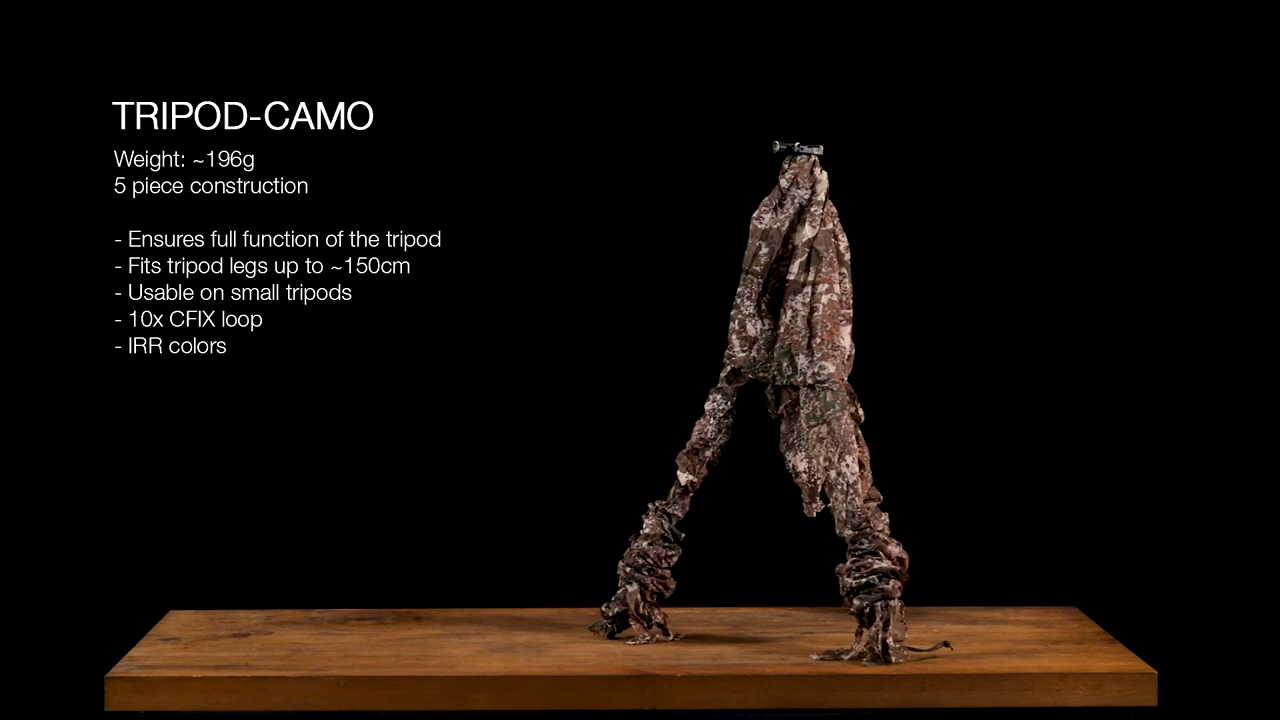 TRIPOD-CAMO
Weight: ~196g
5 piece construction
- Ensures full function of the tripod
- Fits tripod legs up to ~150cm
- Usable on small tripods
- 10x CFIX loop
- IRR colors